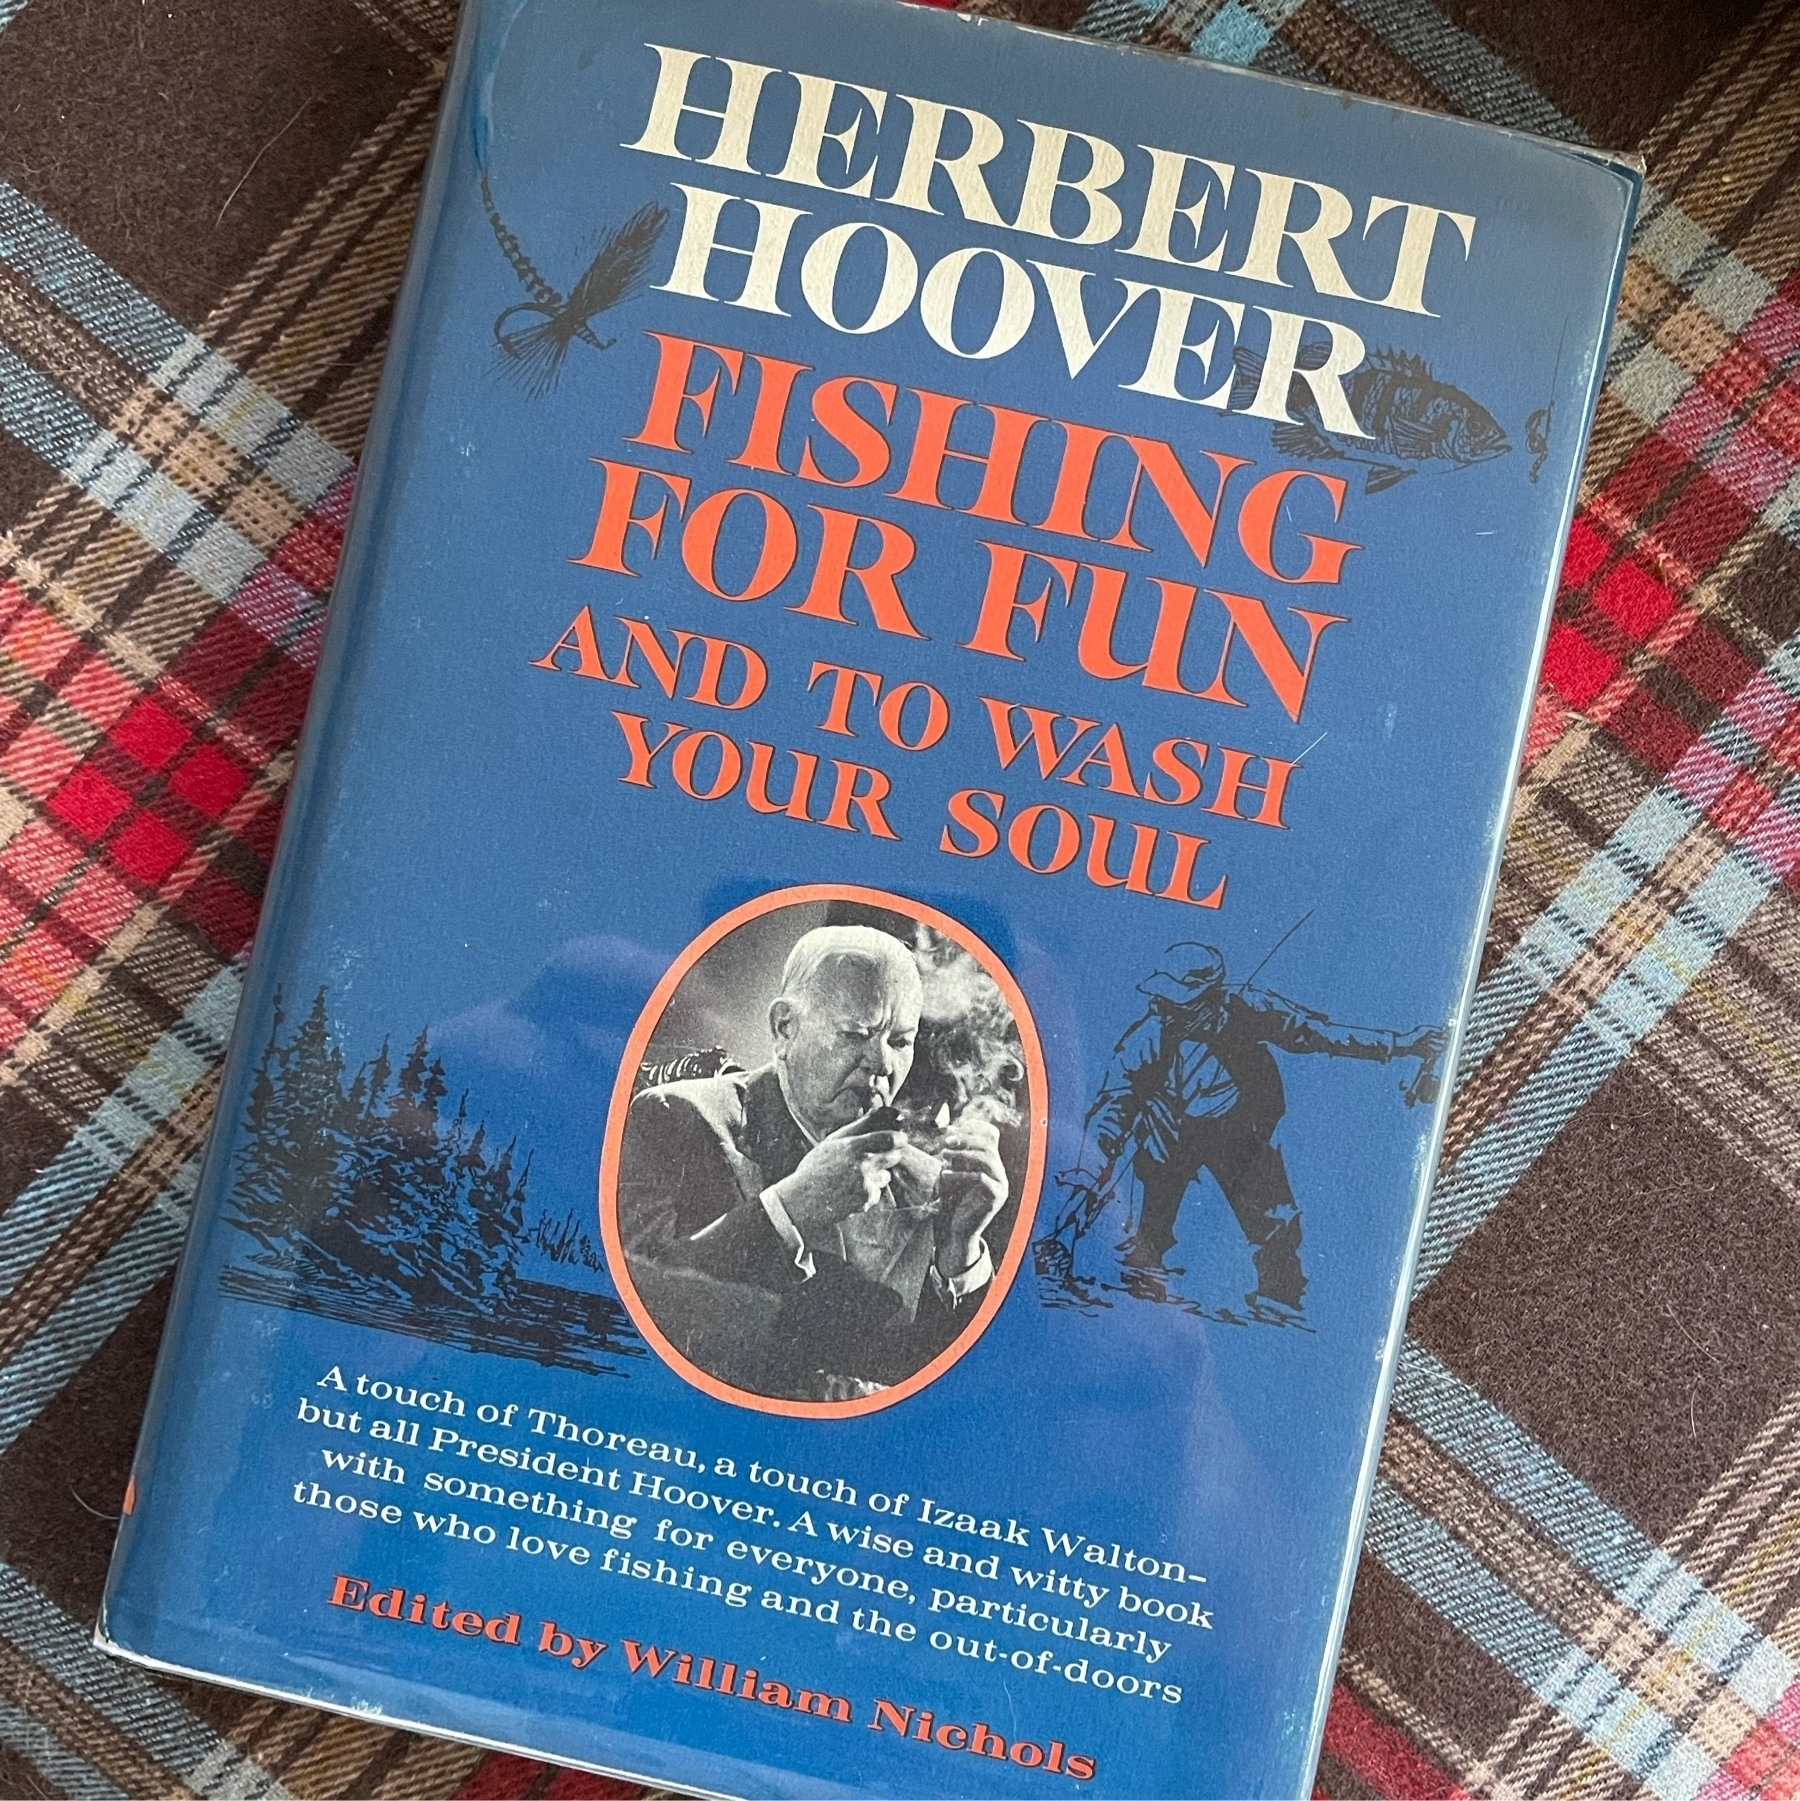 HERBERT
HOOVER
FISHING
FOR FUN
AND TO WASH
YOUR SOUL
A touch of Thoreau, a touch of Izaak Walton–
but all President Hoover. A wise and witty book
with something for everyone, particularly
those who love fishing and the out-of-doors
Edited by William Nichols